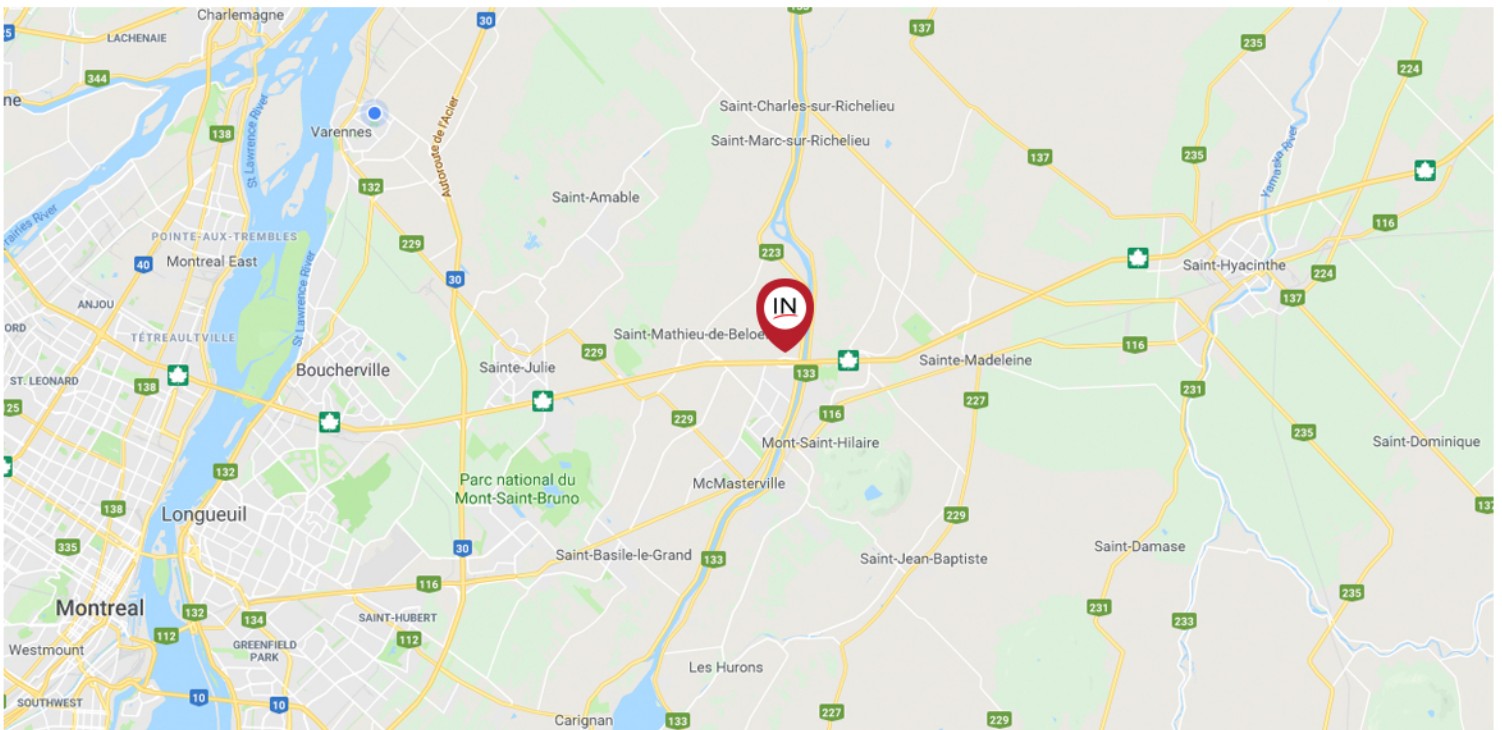 Charlemagne
30
137
235
LACHENAIE
344
224
Saint-Charles-sur-Richelieu
Varennes
138
St Lawrence River
Autoroute de l'Acier
Saint-Marc-sur-Richelieu
137
235
Yamaska River
132
Saint-Amable
116
POINTE-AUX-TREMBLES
229
223
40
Montreal East
30
Saint-Hyacinthe
224
137
ANJOU
IN
St Lawrence River
TÉTREAULTVILLE
Saint-Mathieu-de-Beloe
116
229
Boucherville
Sainte-Julie
Sainte-Madeleine
133
ST. LEONARD
138
231
227
25
229
116
235
Mont-Saint-Hilaire
Saint-Dominique
132
Parc national du
Mont-Saint-Bruno
McMasterville
138
Longueuil
229
335
30
Saint-Basile-le-Grand
133
Saint-Jean-Baptiste
Saint-Damase
116
235
Montreal
132
134
SAINT-HUBERT
231
233
112
112
Westmount
GREENFIELD
PARK
Les Hurons
SOUTHWEST
10
10
Carignan
133
227
229